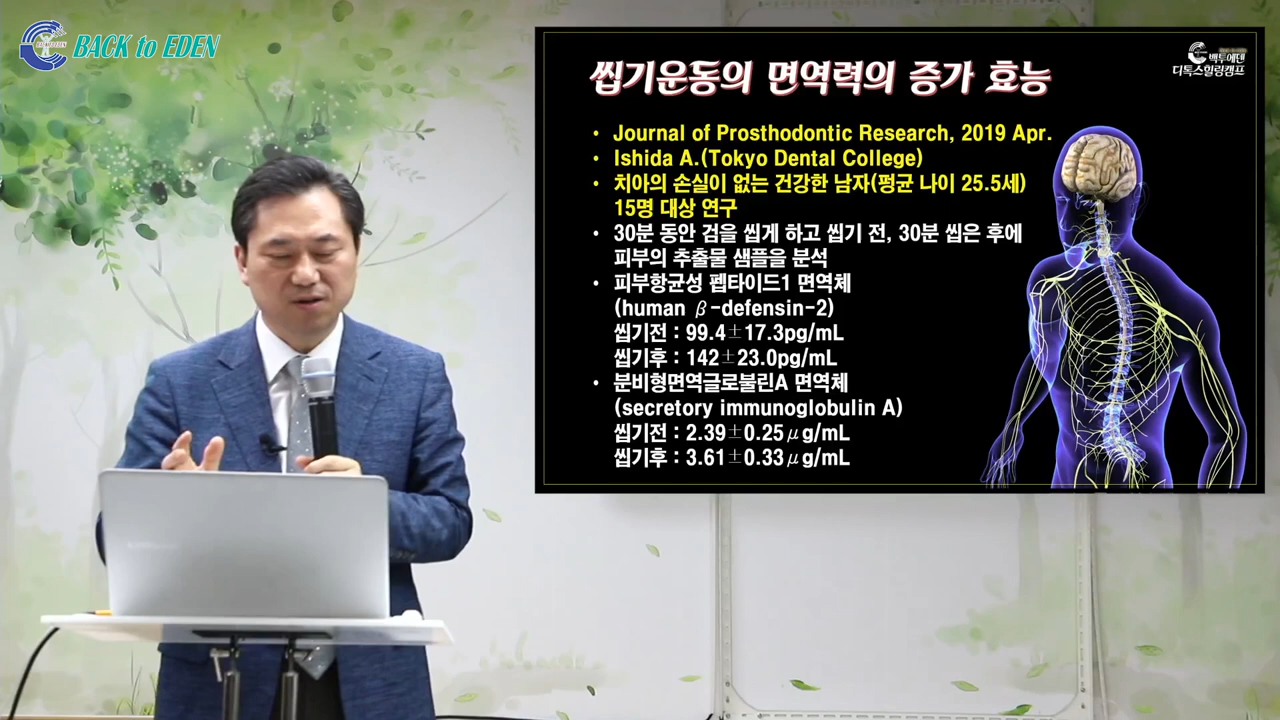 BACK to EDEN
백투에덴
디톡스힐링캠프
씹기운동의 면역력의 증가 효능
• Journal of Prosthodontic Research, 2019 Apr.
• Ishida A.(Tokyo Dental College)
• 치아의 손실이 없는 건강한 남자(평균 나이 25.5세)
15명 대상 연구
• 30분 동안 검을 씹게 하고 씹기 전, 30분 씹은 후에
피부의 추출물 샘플을 분석
• 피부항균성 펩타이드1 면역체
(human β-defensin-2)
씹기전 : 99.4±17.3pg/mL
씹기후 : 142±23.0pg/mL
• 분비형면역글로불린A 면역체
(secretory immunoglobulin A)
씹기전 : 2.39±0.25μg/mL
씹기후 : 3.61±0.33μg/mL